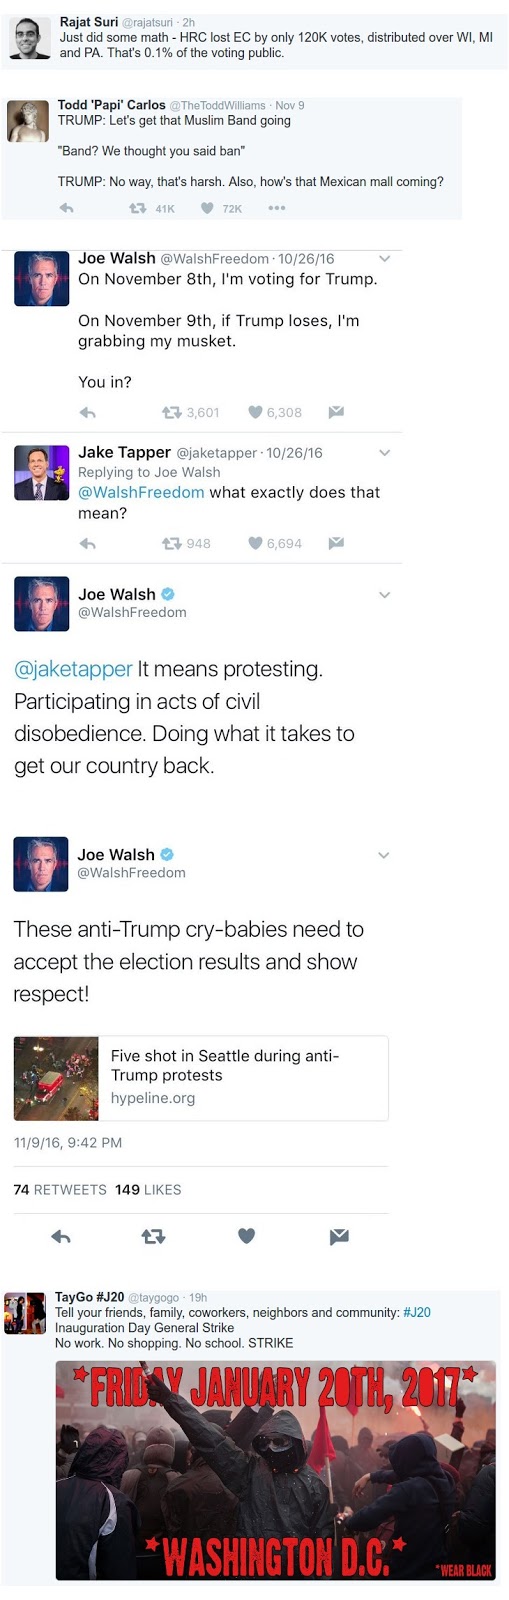 Rajat Suri @rajatsuri · 2h
Just did some math - HRC lost EC by only 120K votes, distributed over WI, MI
and PA. That's 0.1% of the voting public.
Todd 'Papi' Carlos @TheToddWilliams · Nov 9
TRUMP: Let's get that Muslim Band going
"Band? We thought you said ban"
TRUMP: No way, that's harsh. Also, how's that Mexican mall coming?
41K 72K
Joe Walsh @WalshFreedom · 10/26/16
On November 8th, I'm voting for Trump.
On November 9th, if Trump loses, I'm
grabbing my musket.
You in?
3,601 6,308
Jake Tapper @jaketapper · 10/26/16
Replying to Joe Walsh
@WalshFreedom what exactly does that
mean?
948 6,694
Joe Walsh
@WalshFreedom
@jaketapper It means protesting.
Participating in acts of civil
disobedience. Doing what it takes to
get our country back.
Joe Walsh
@WalshFreedom
These anti-Trump cry-babies need to
accept the election results and show
respect!
Five shot in Seattle during anti-
Trump protests
hypeline.org
11/9/16, 9:42 PM
74 RETWEETS 149 LIKES
TayGo #J20 @taygogo · 19h
Tell your friends, family, coworkers, neighbors and community: #J20
Inauguration Day General Strike
No work. No shopping. No school. STRIKE
*FRIDAY JANUARY 20TH, 2017*
*WASHINGTON D.C.*
*WEAR BLACK